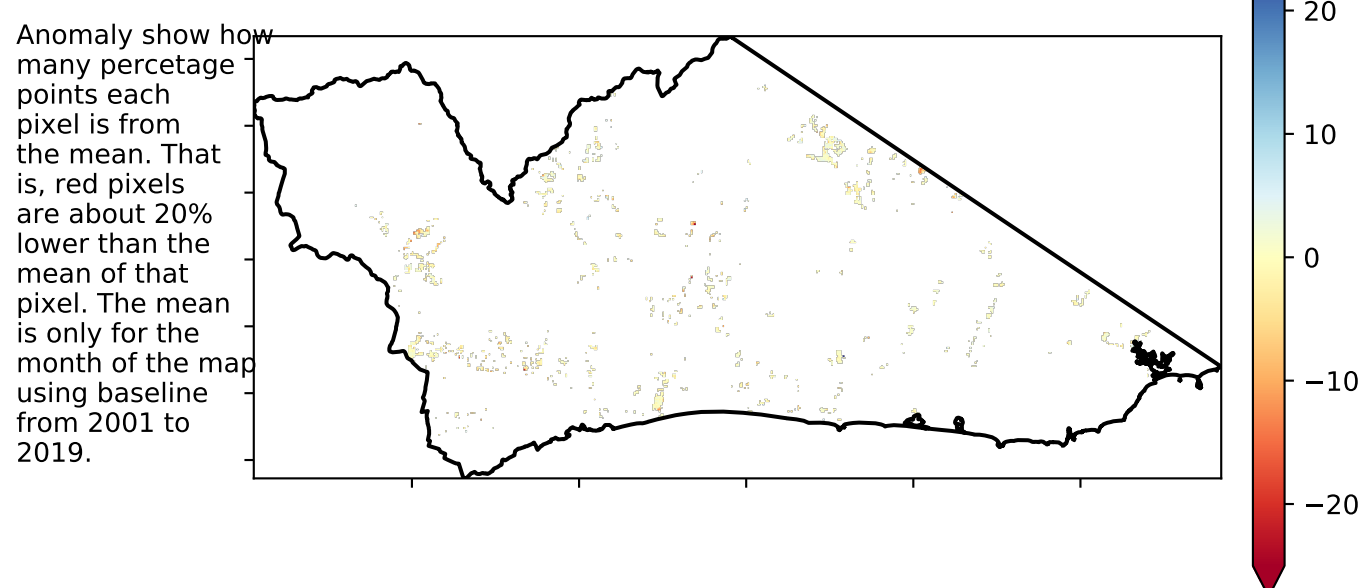 Anomaly show how
many percetage
points each
pixel is from
the mean. That
is, red pixels
are about 20%
lower than the
mean of that
pixel. The mean
is only for the
month of the map
using baseline
from 2001 to
2019.
20
10
0
−10
−20